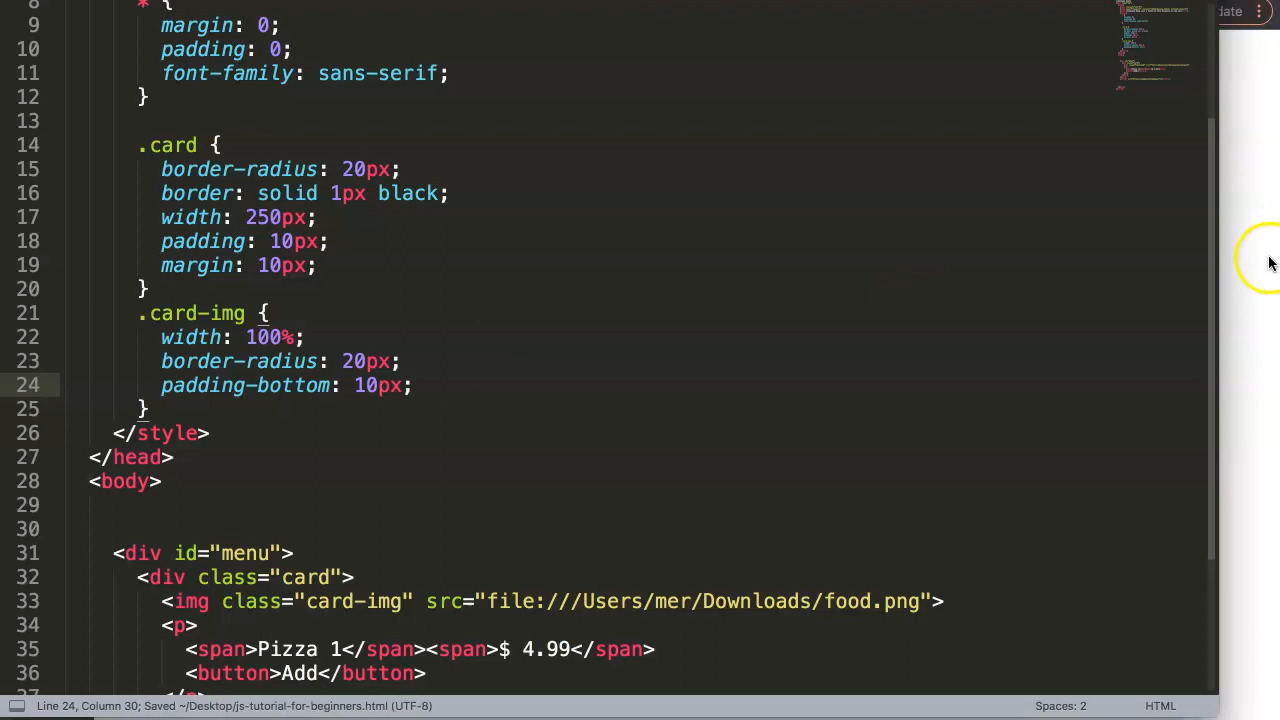 date
8 * {
9 margin: 0;
10 padding: 0;
11 font-family: sans-serif;
12 }
13
14 .card {
15 border-radius: 20px;
16 border: solid 1px black;
17 width: 250px;
18 padding: 10px;
19 margin: 10px;
20 }
21 .card-img {
22 width: 100%;
23 border-radius: 20px;
24 padding-bottom: 10px;
25 }
26 </style>
27 </head>
28 <body>
29
30
31 <div id="menu">
32 <div class="card">
33 <img class="card-img" src="file:///Users/mer/Downloads/food.png">
34 <p>
35 <span>Pizza 1</span><span>$ 4.99</span>
36 <button>Add</button>
37 </p>
Line 24, Column 30; Saved ~/Desktop/js-tutorial-for-beginners.html (UTF-8) Spaces: 2 HTML